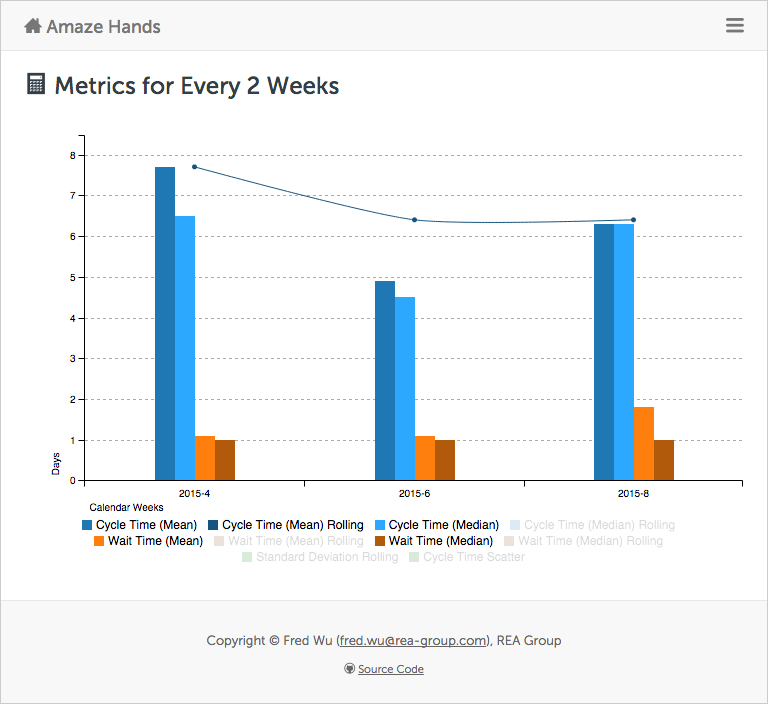 Amaze Hands
Metrics for Every 2 Weeks
8
7
6
5
4
3
2
1
0
Days
2015-4 2015-6 2015-8
Calendar Weeks
Cycle Time (Mean) Cycle Time (Mean) Rolling Cycle Time (Median) Cycle Time (Median) Rolling
Wait Time (Mean) Wait Time (Mean) Rolling Wait Time (Median) Wait Time (Median) Rolling
Standard Deviation Rolling Cycle Time Scatter
Copyright © Fred Wu (fred.wu@rea-group.com), REA Group
Source Code